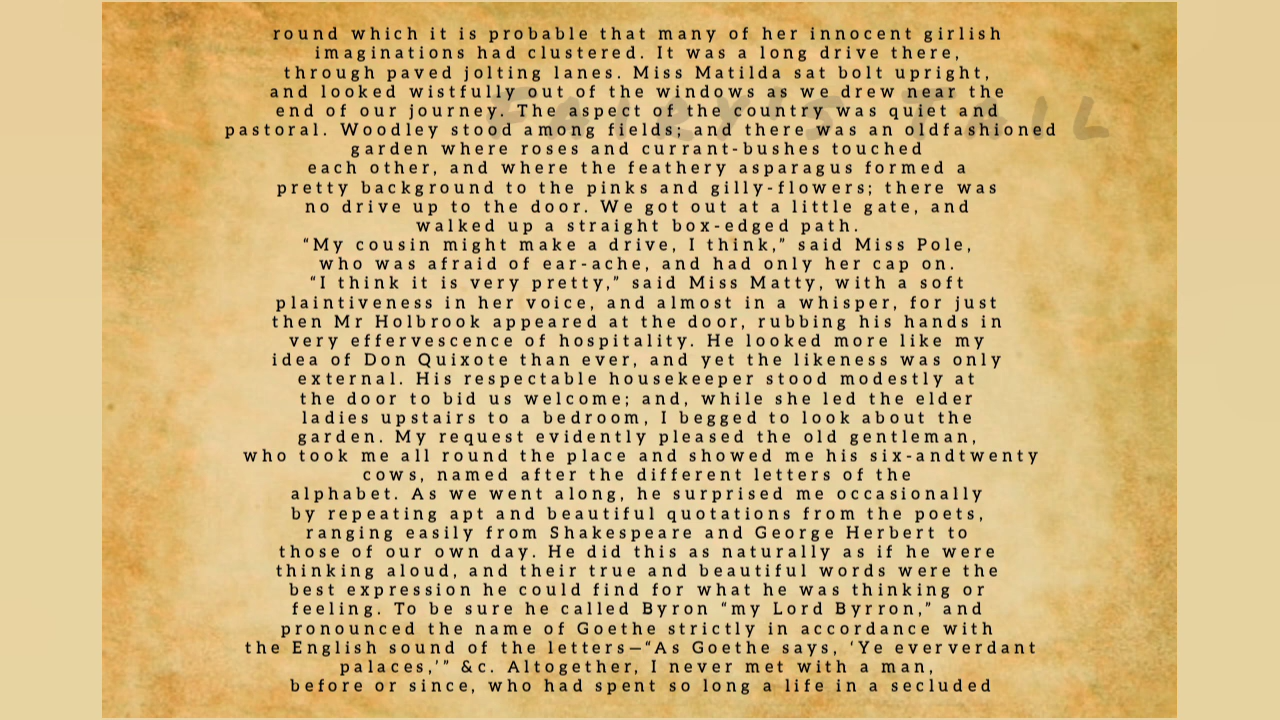 round which it is probable that many of her innocent girlish
imaginations had clustered. It was a long drive there,
through paved jolting lanes. Miss Matilda sat bolt upright,
and looked wistfully out of the windows as we drew near the
end of our journey. The aspect of the country was quiet and
pastoral. Woodley stood among fields; and there was an oldfashioned
garden where roses and currant-bushes touched
each other, and where the feathery asparagus formed a
pretty background to the pinks and gilly-flowers; there was
no drive up to the door. We got out at a little gate, and
walked up a straight box-edged path.
“My cousin might make a drive, I think,” said Miss Pole,
who was afraid of ear-ache, and had only her cap on.
“I think it is very pretty,” said Miss Matty, with a soft
plaintiveness in her voice, and almost in a whisper, for just
then Mr Holbrook appeared at the door, rubbing his hands in
very effervescence of hospitality. He looked more like my
idea of Don Quixote than ever, and yet the likeness was only
external. His respectable housekeeper stood modestly at
the door to bid us welcome; and, while she led the elder
ladies upstairs to a bedroom, I begged to look about the
garden. My request evidently pleased the old gentleman,
who took me all round the place and showed me his six-andtwenty
cows, named after the different letters of the
alphabet. As we went along, he surprised me occasionally
by repeating apt and beautiful quotations from the poets,
ranging easily from Shakespeare and George Herbert to
those of our own day. He did this as naturally as if he were
thinking aloud, and their true and beautiful words were the
best expression he could find for what he was thinking or
feeling. To be sure he called Byron “my Lord Byrron,” and
pronounced the name of Goethe strictly in accordance with
the English sound of the letters—“As Goethe says, ‘Ye ever­verdant
palaces,’” &c. Altogether, I never met with a man,
before or since, who had spent so long a life in a secluded